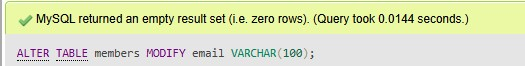 MySQL returned an empty result set (i.e. zero rows). (Query took 0.0144 seconds.)
ALTER TABLE members MODIFY email VARCHAR(100);